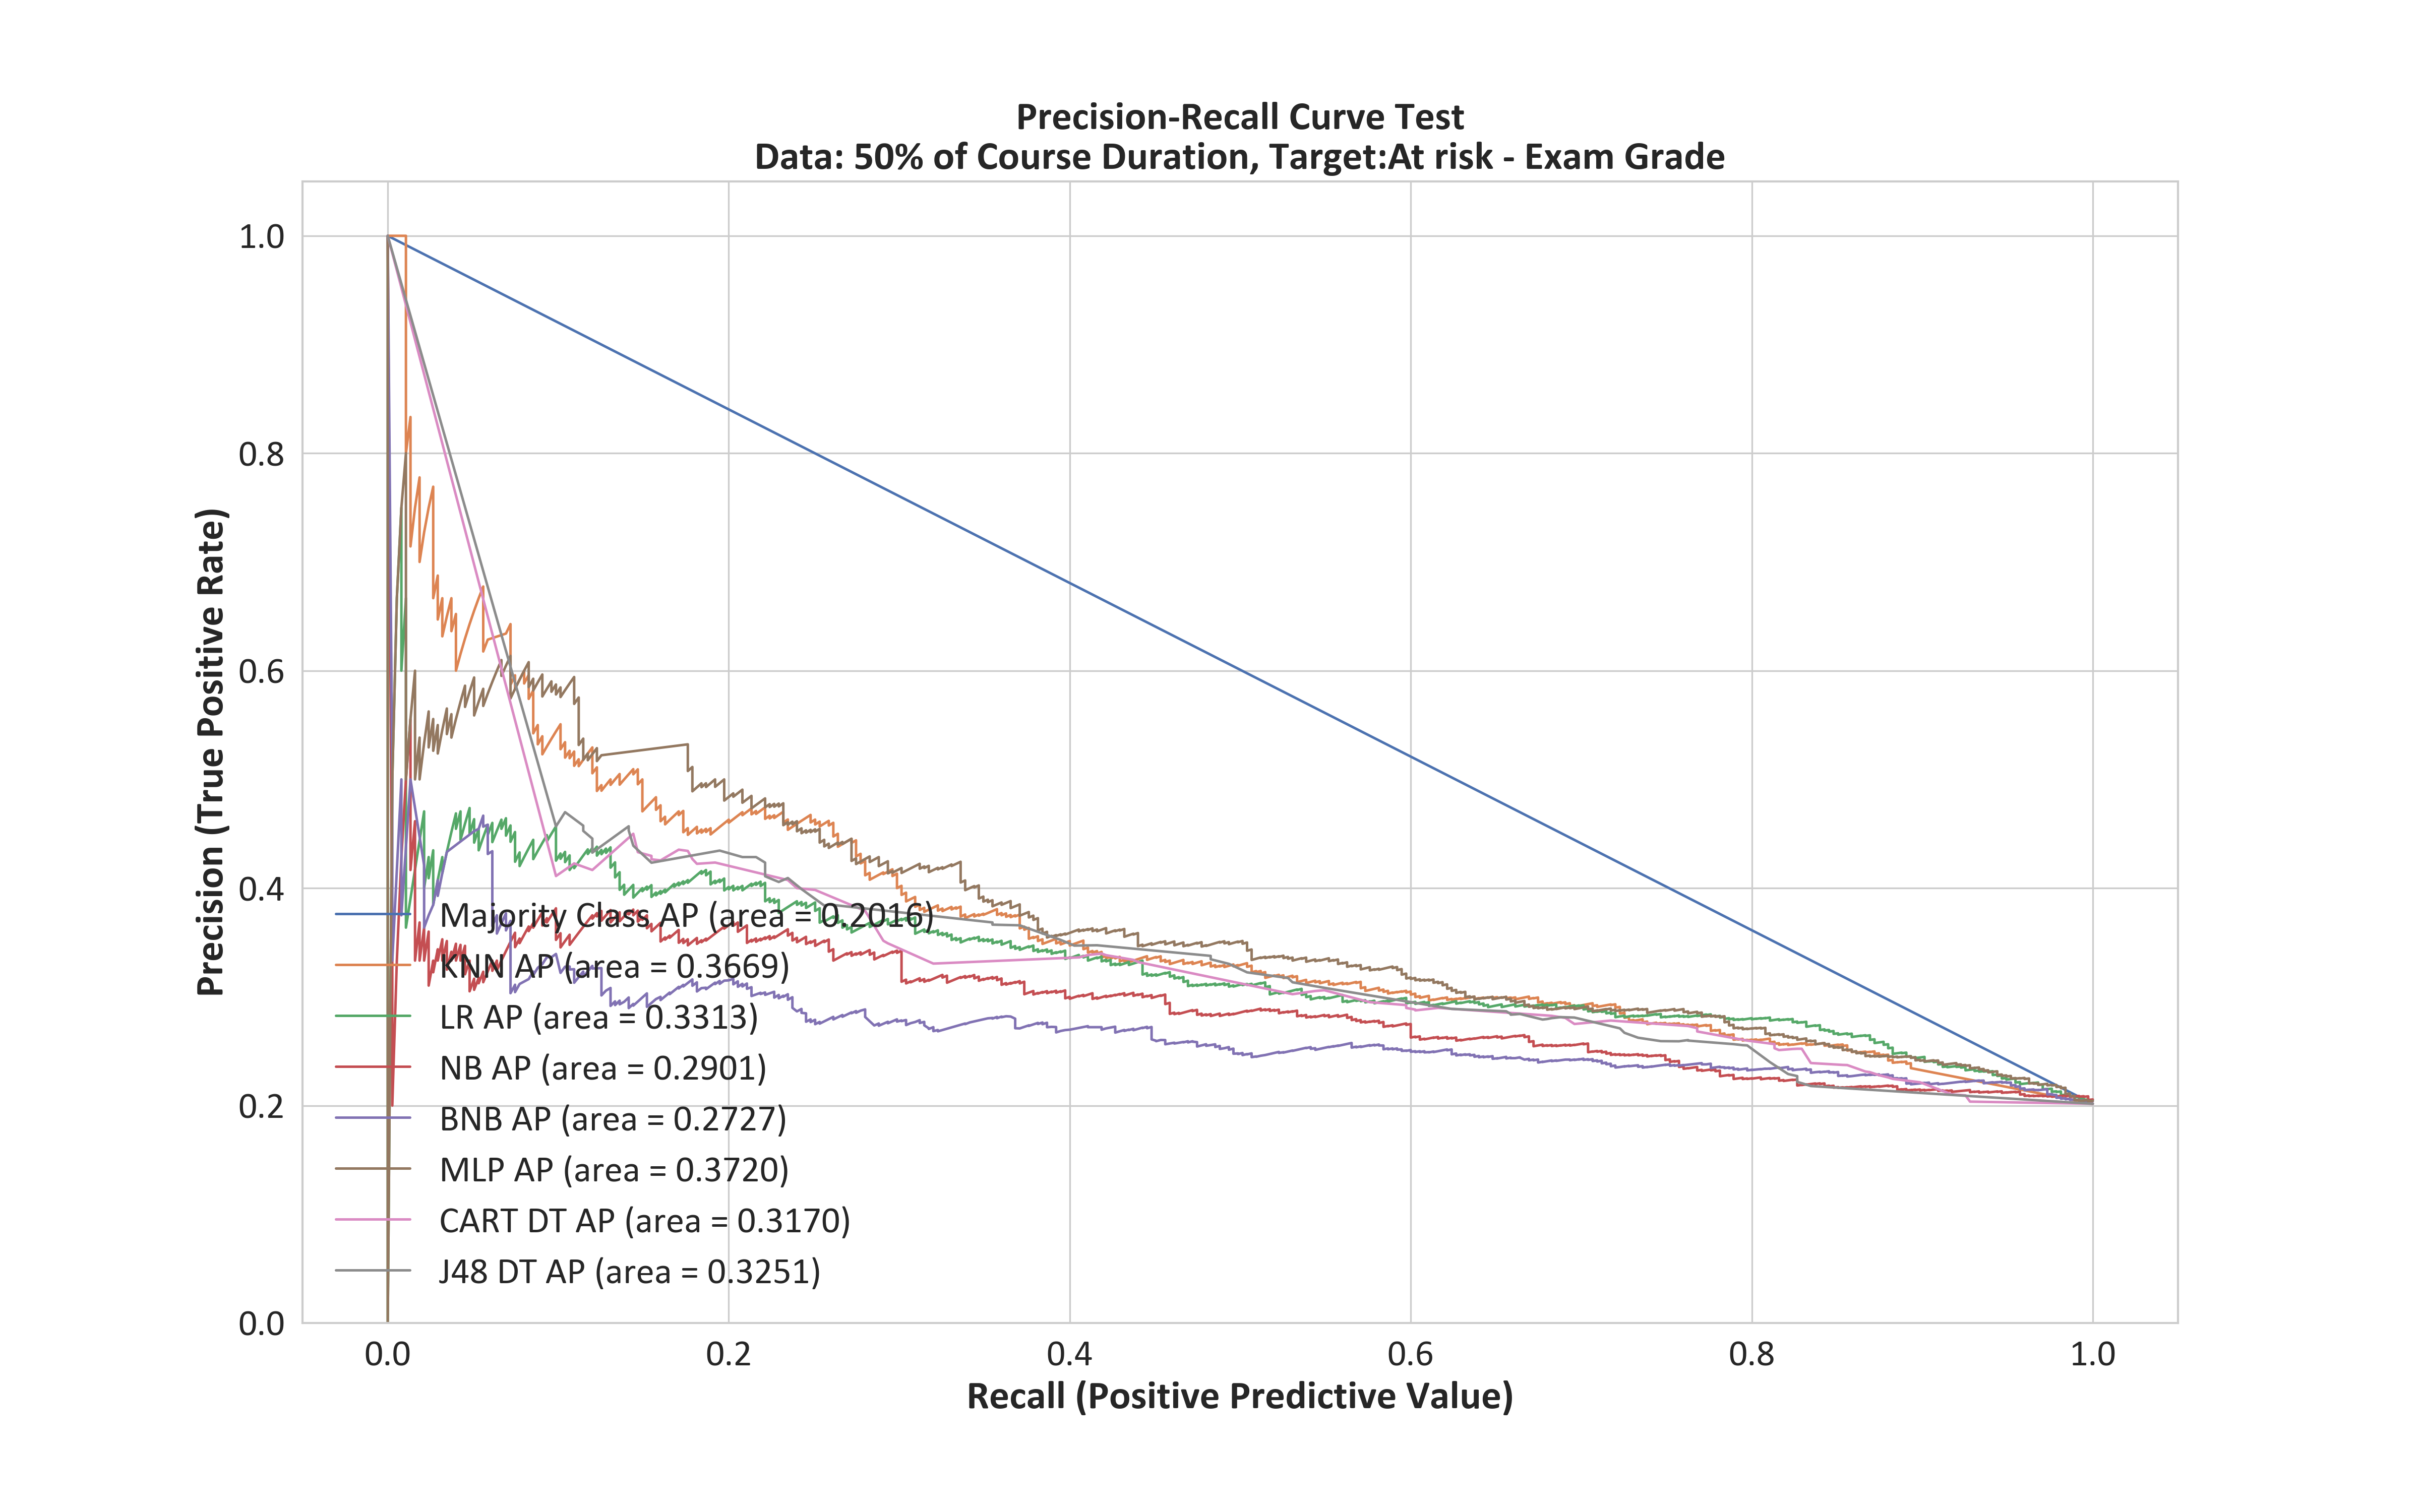 Precision-Recall Curve Test
Data: 50% of Course Duration, Target:At risk - Exam Grade
Precision (True Positive Rate)
1.0
0.8
0.6
0.4
0.2
0.0
Majority Class AP (area = 0.2016)
KNN AP (area = 0.3669)
LR AP (area = 0.3313)
NB AP (area = 0.2901)
BNB AP (area = 0.2727)
MLP AP (area = 0.3720)
CART DT AP (area = 0.3170)
J48 DT AP (area = 0.3251)
0.0 0.2 0.4 0.6 0.8 1.0
Recall (Positive Predictive Value)